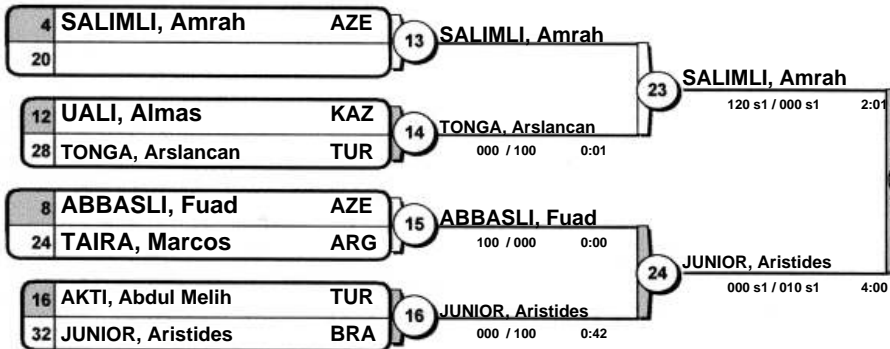 4 SALIMLI, Amrah AZE
20
13 SALIMLI, Amrah
12 UALI, Almas KAZ
28 TONGA, Arslancan TUR
14 TONGA, Arslancan
000 / 100 0:01
23 SALIMLI, Amrah
120 s1 / 000 s1 2:01
8 ABBASLI, Fuad AZE
24 TAIRA, Marcos ARG
15 ABBASLI, Fuad
100 / 000 0:00
16 AKTI, Abdul Melih TUR
32 JUNIOR, Aristides BRA
16 JUNIOR, Aristides
000 / 100 0:42
24 JUNIOR, Aristides
000 s1 / 010 s1 4:00